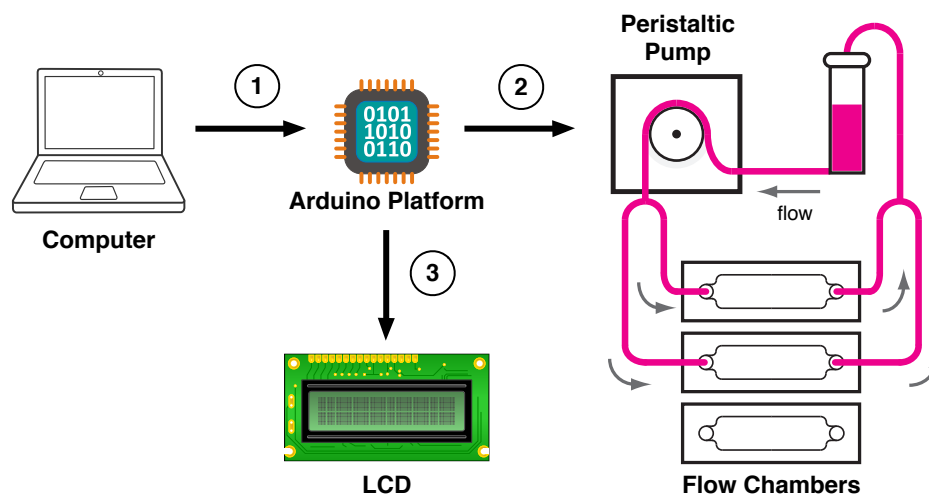 Peristaltic
Pump
1
2
0101
1010
0110
Arduino Platform
flow
Computer
3
LCD
Flow Chambers